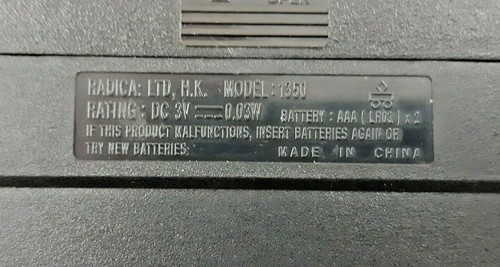 OPEN
RADICA: LTD, H.K. MODEL: 1350
RATING: DC 3V 0.03W BATTERY: AAA ( LR03 ) x 2
IF THIS PRODUCT MALFUNCTIONS, INSERT BATTERIES AGAIN OR
TRY NEW BATTERIES.
MADE IN CHINA